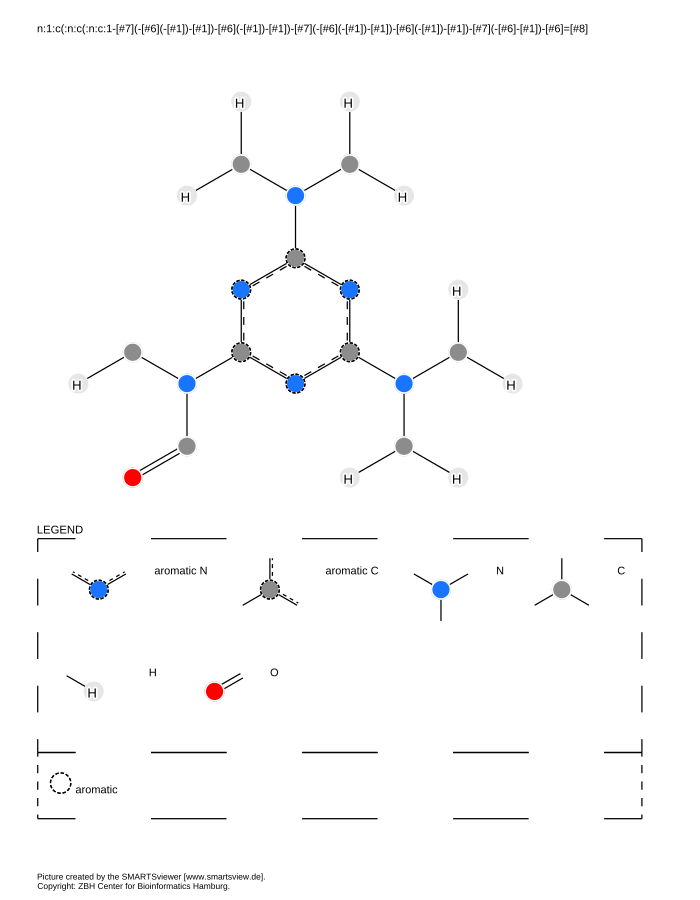 n:1:c(:n:c(:n:c:1-[#7](-[#6](-[#1])-[#1])-[#6](-[#1])-[#1])-[#7](-[#6](-[#1])-[#1])-[#6](-[#1])-[#1])-[#7](-[#6]-[#1])-[#6]=[#8]
H H
H H
H
H H
H H
LEGEND
aromatic N aromatic C N C
H H O
aromatic
Picture created by the SMARTSviewer [www.smartsview.de].
Copyright: ZBH Center for Bioinformatics Hamburg.